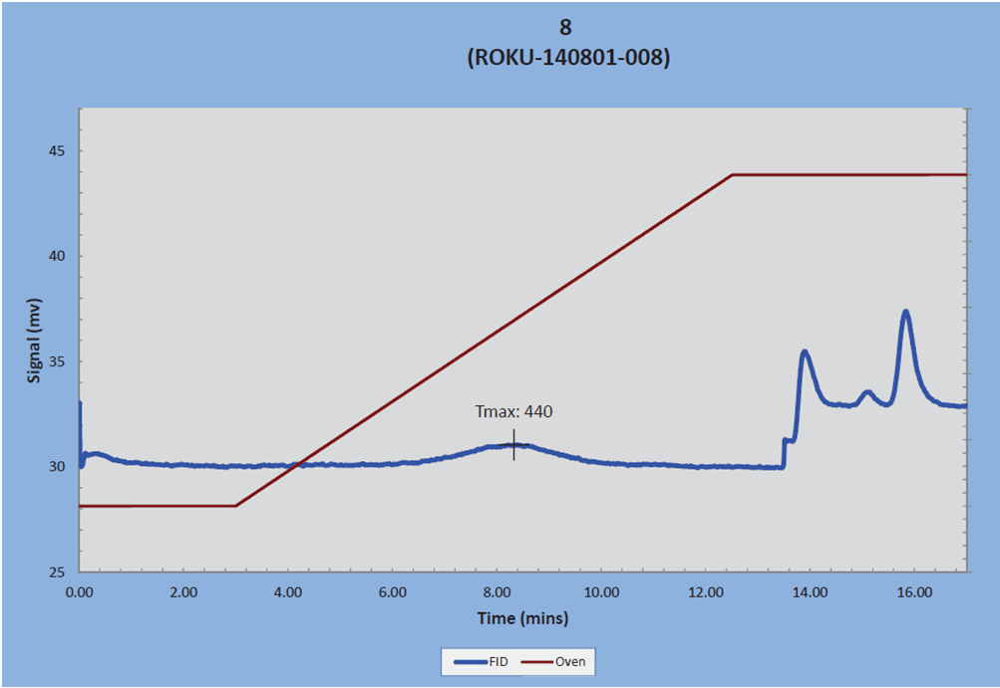 8
(ROKU-140801-008)
45
40
35
30
25
Signal (mv)
Tmax: 440
0.00 2.00 4.00 6.00 8.00 10.00 12.00 14.00 16.00
Time (mins)
FID Oven